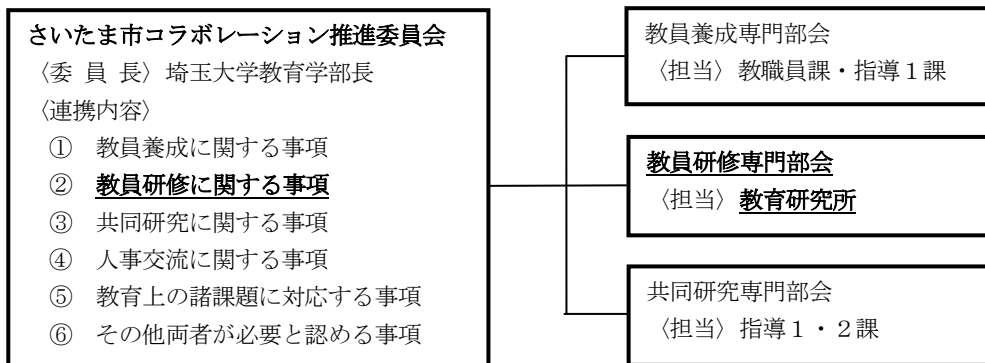 さいたま市コラボレーション推進委員会
〈委 員 長〉埼玉大学教育学部長
〈連携内容〉
① 教員養成に関する事項
② 教員研修に関する事項
③ 共同研究に関する事項
④ 人事交流に関する事項
⑤ 教育上の諸課題に対応する事項
⑥ その他両者が必要と認める事項
教員養成専門部会
〈担当〉教職員課・指導１課
教員研修専門部会
〈担当〉教育研究所
共同研究専門部会
〈担当〉指導１・２課